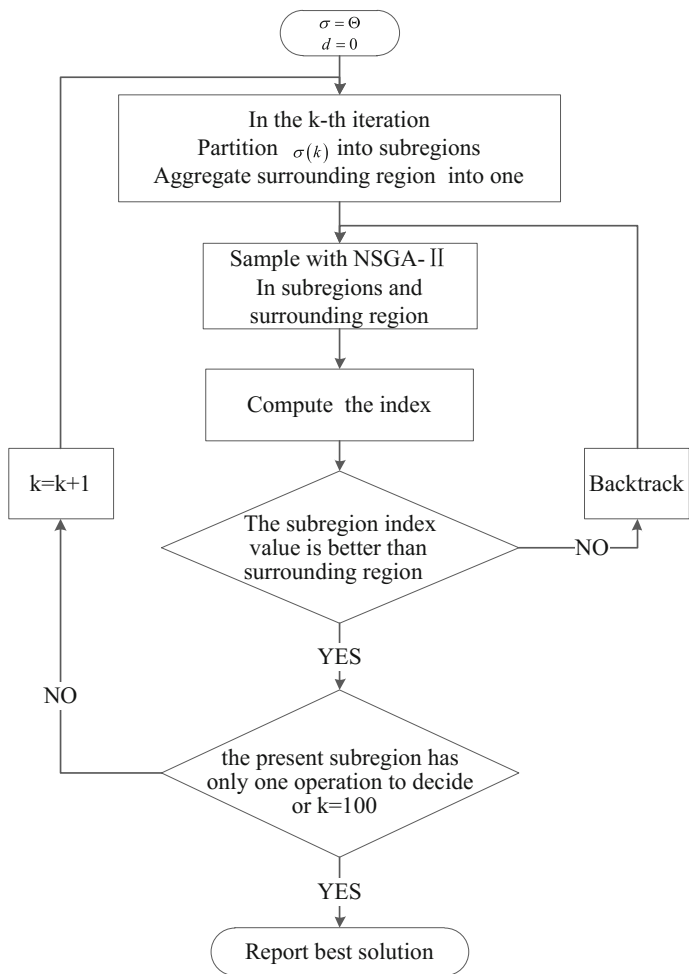 σ = Θ
d = 0
In the k-th iteration
Partition σ(k) into subregions
Aggregate surrounding region into one
Sample with NSGA-Ⅱ
In subregions and
surrounding region
Compute the index
k=k+1
Backtrack
The subregion index
value is better than
surrounding region
NO
YES
NO
the present subregion has
only one operation to decide
or k=100
YES
Report best solution